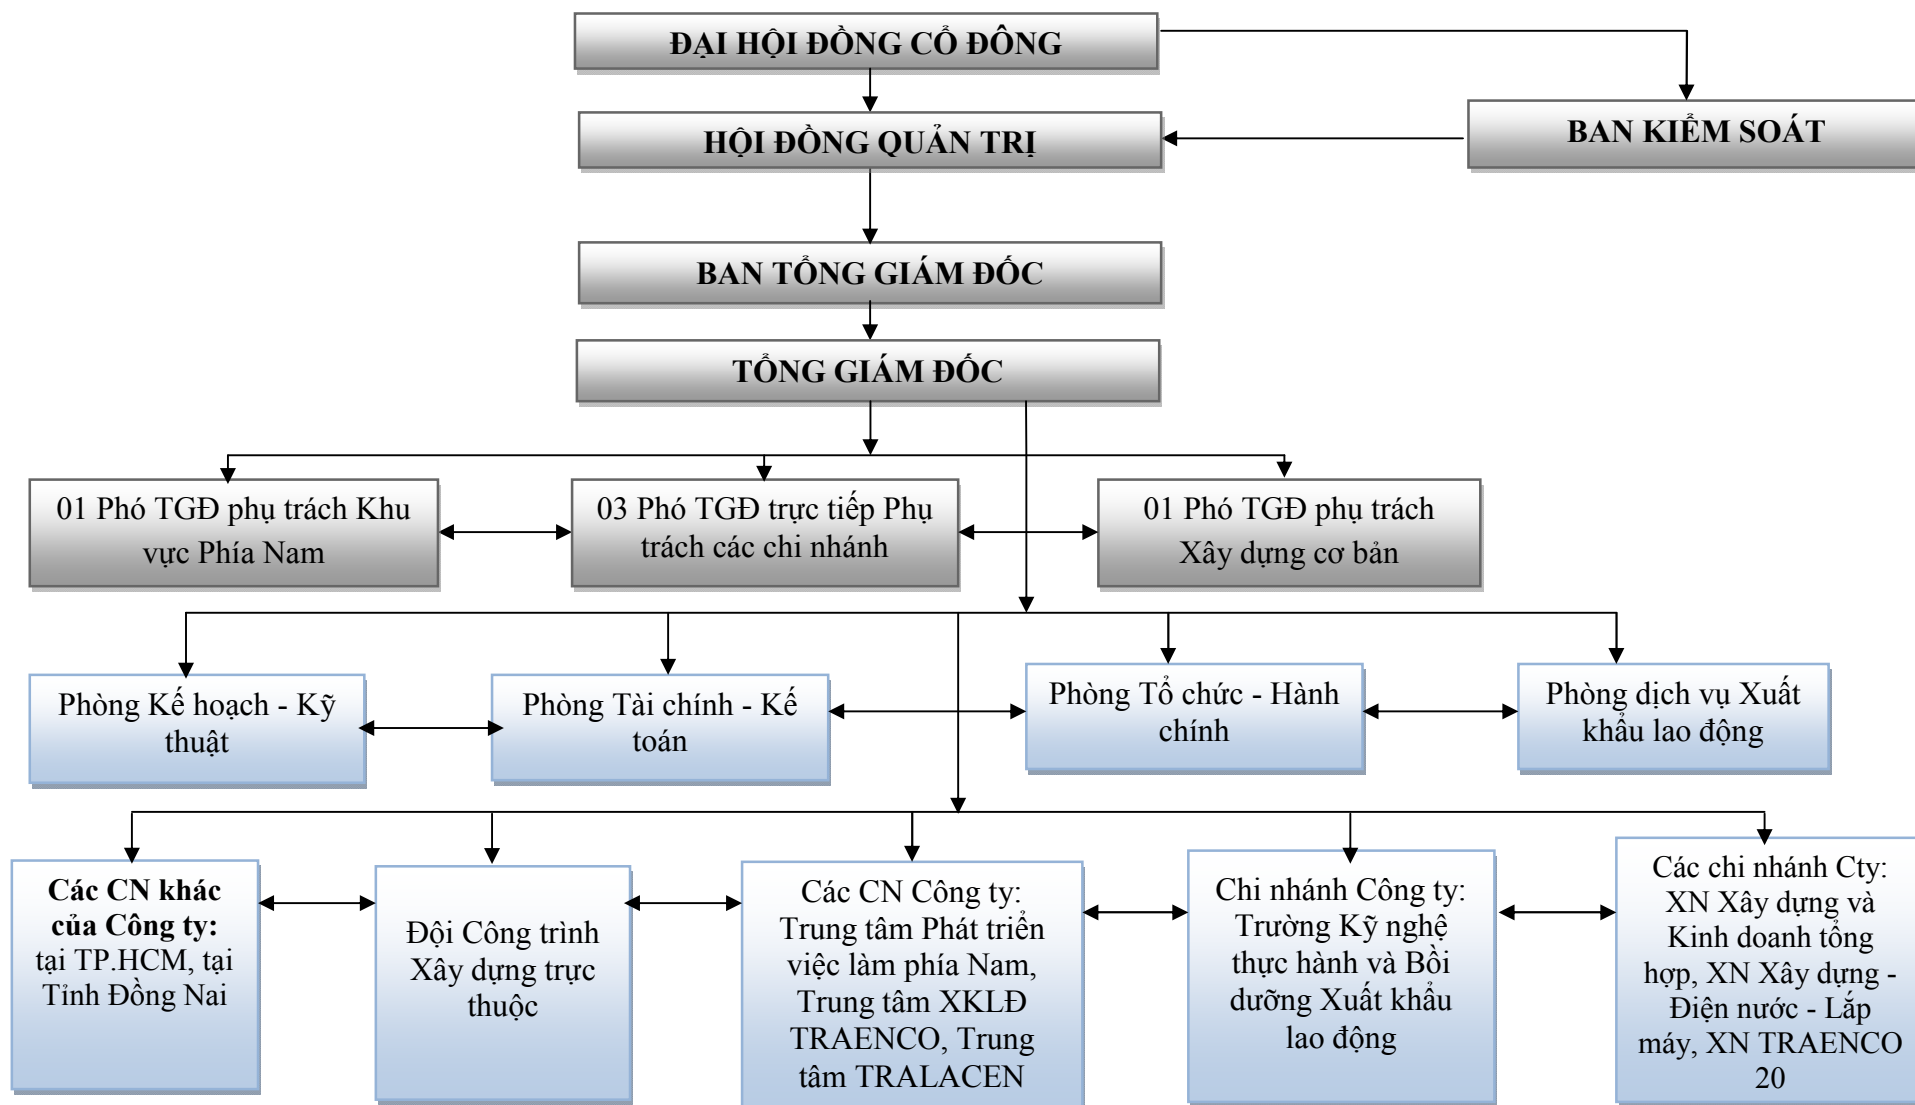 ĐẠI HỘI ĐỒNG CỔ ĐÔNG
HỘI ĐỒNG QUẢN TRỊ
BAN KIỂM SOÁT
BAN TỔNG GIÁM ĐỐC
TỔNG GIÁM ĐỐC
01 Phó TGĐ phụ trách Khu
vực Phía Nam
03 Phó TGĐ trực tiếp Phụ
trách các chi nhánh
01 Phó TGĐ phụ trách
Xây dựng cơ bản
Phòng Kế hoạch - Kỹ
thuật
Phòng Tài chính - Kế
toán
Phòng Tổ chức - Hành
chính
Phòng dịch vụ Xuất
khẩu lao động
Các CN khác
của Công ty:
tại TP.HCM, tại
Tỉnh Đồng Nai
Đội Công trình
Xây dựng trực
thuộc
Các CN Công ty:
Trung tâm Phát triển
việc làm phía Nam,
Trung tâm XKLĐ
TRAENCO, Trung
tâm TRALACEN
Chi nhánh Công ty:
Trường Kỹ nghệ
thực hành và Bồi
dưỡng Xuất khẩu
lao động
Các chi nhánh Cty:
XN Xây dựng và
Kinh doanh tổng
hợp, XN Xây dựng -
Điện nước - Lắp
máy, XN TRAENCO
20